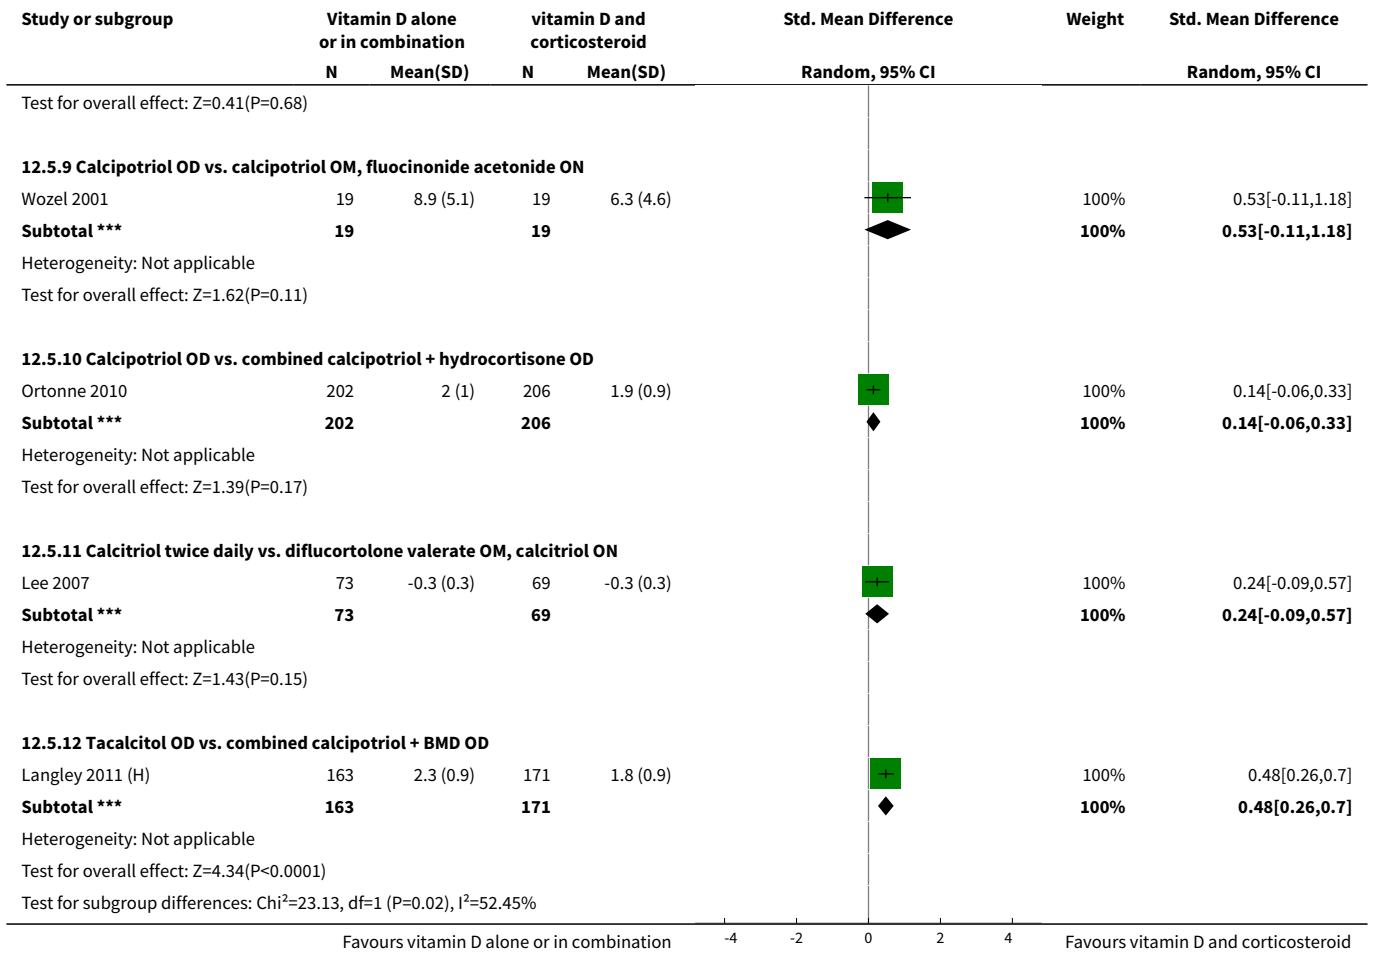 Study or subgroup Vitamin D alone vitamin D and Std. Mean Difference Weight Std. Mean Difference
or in combination corticosteroid
N Mean(SD) N Mean(SD) Random, 95% CI Random, 95% CI
Test for overall effect: Z=0.41(P=0.68)
12.5.9 Calcipotriol OD vs. calcipotriol OM, fluocinonide acetonide ON
Wozel 2001 19 8.9 (5.1) 19 6.3 (4.6) 100% 0.53[-0.11,1.18]
Subtotal *** 19 19 100% 0.53[-0.11,1.18]
Heterogeneity: Not applicable
Test for overall effect: Z=1.62(P=0.11)
12.5.10 Calcipotriol OD vs. combined calcipotriol + hydrocortisone OD
Ortonne 2010 202 2 (1) 206 1.9 (0.9) 100% 0.14[-0.06,0.33]
Subtotal *** 202 206 100% 0.14[-0.06,0.33]
Heterogeneity: Not applicable
Test for overall effect: Z=1.39(P=0.17)
12.5.11 Calcitriol twice daily vs. diflucortolone valerate OM, calcitriol ON
Lee 2007 73 -0.3 (0.3) 69 -0.3 (0.3) 100% 0.24[-0.09,0.57]
Subtotal *** 73 69 100% 0.24[-0.09,0.57]
Heterogeneity: Not applicable
Test for overall effect: Z=1.43(P=0.15)
12.5.12 Tacalcitol OD vs. combined calcipotriol + BMD OD
Langley 2011 (H) 163 2.3 (0.9) 171 1.8 (0.9) 100% 0.48[0.26,0.7]
Subtotal *** 163 171 100% 0.48[0.26,0.7]
Heterogeneity: Not applicable
Test for overall effect: Z=4.34(P<0.0001)
Test for subgroup differences: Chi²=23.13, df=1 (P=0.02), I²=52.45%
Favours vitamin D alone or in combination -4 -2 0 2 4 Favours vitamin D and corticosteroid